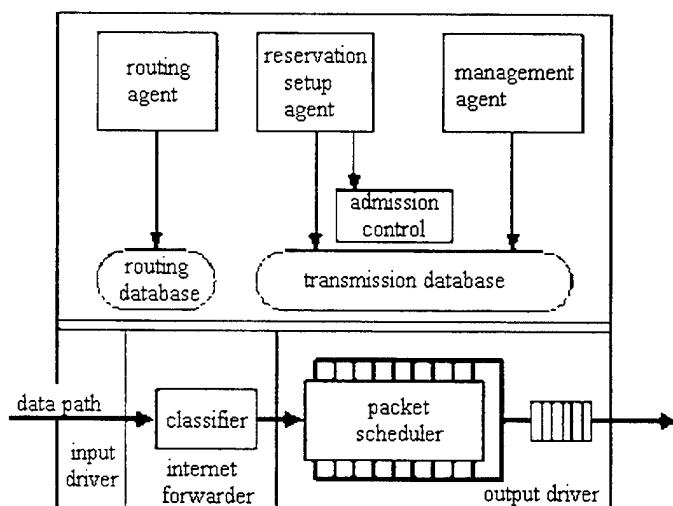 routing
agent
reservation
setup
agent
management
agent
admission
control
routing
database
transmission database
data path
classifier
packet
scheduler
input
driver
internet
forwarder
output driver